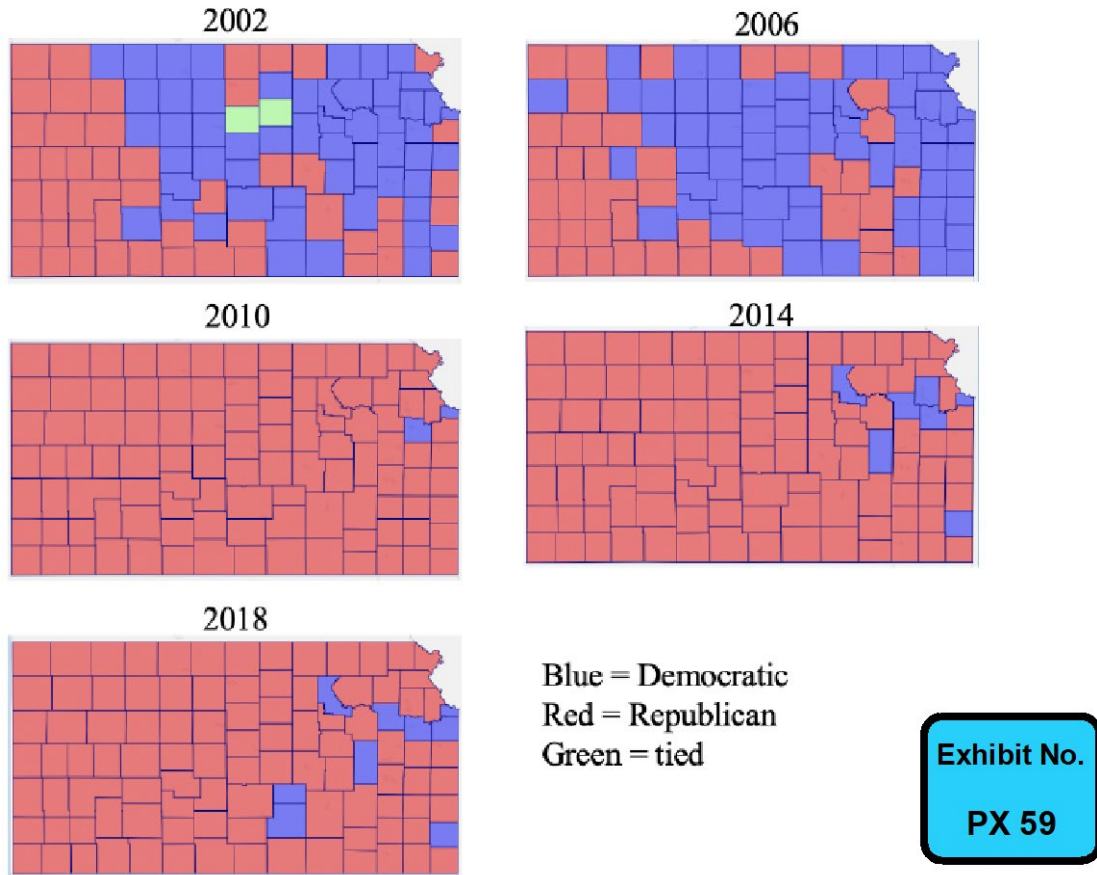 2002
2006
2010
2014
2018
Blue = Democratic
Red = Republican
Green = tied
Exhibit No.
PX 59